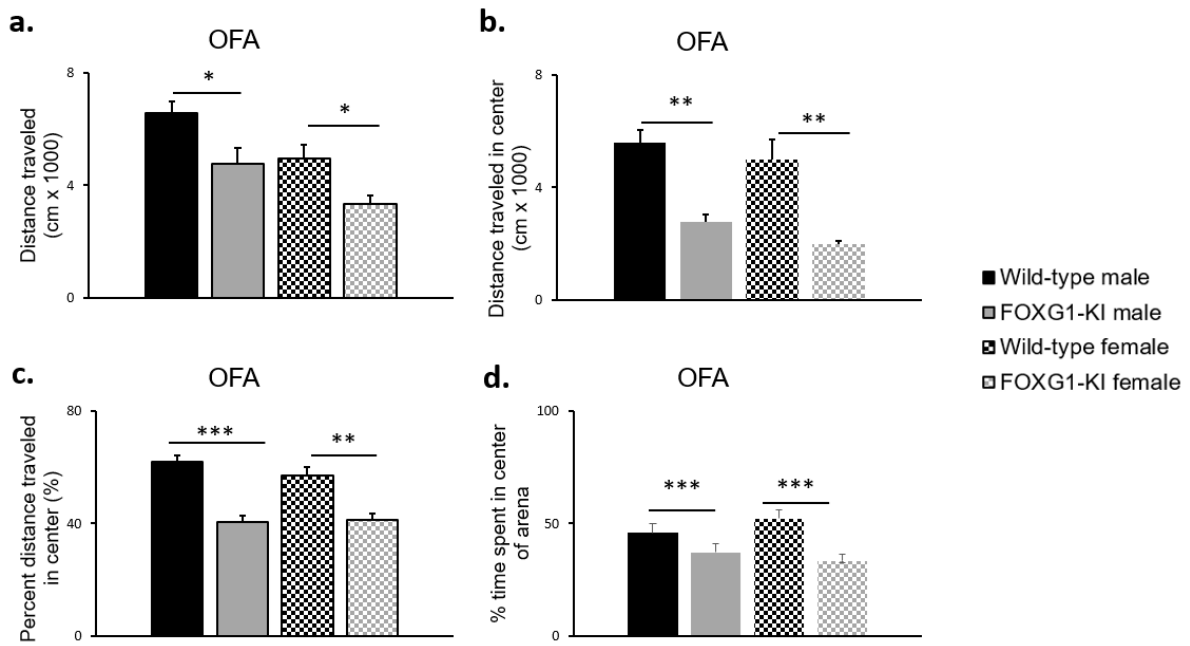 a.
OFA
Distance traveled
(cm x 1000)
8
4
0
*
*
b.
OFA
Distance traveled in center
(cm x 1000)
8
4
0
**
**
Wild-type male
FOXG1-KI male
Wild-type female
FOXG1-KI female
c.
OFA
Percent distance traveled
in center (%)
80
40
0
***
**
d.
OFA
% time spent in center
of arena
100
50
0
***
***